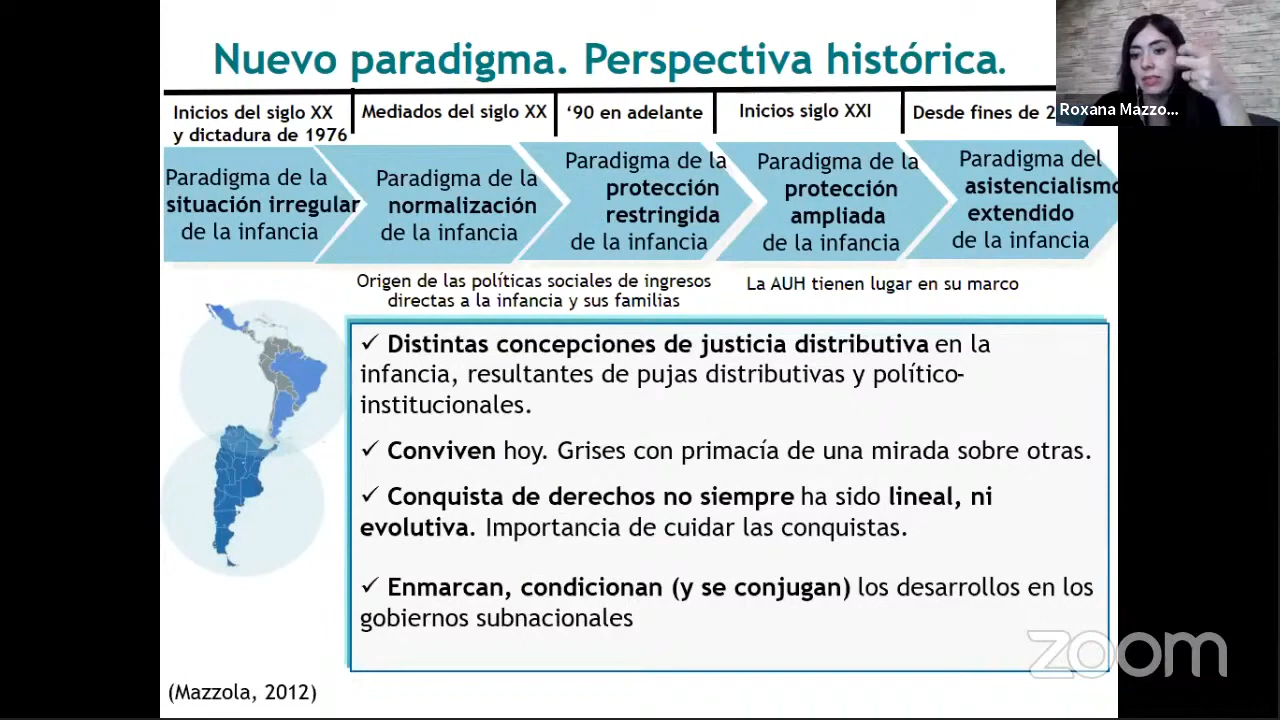 Nuevo paradigma. Perspectiva histórica.
Roxana Mazzo...
Inicios del siglo XX
y dictadura de 1976
Mediados del siglo XX
‘90 en adelante
Inicios siglo XXI
Desde fines de 2
Paradigma de la
situación irregular
de la infancia
Paradigma de la
normalización
de la infancia
Paradigma de la
protección
restringida
de la infancia
Paradigma de la
protección
ampliada
de la infancia
Paradigma del
asistencialismo
extendido
de la infancia
Origen de las políticas sociales de ingresos
directas a la infancia y sus familias
La AUH tienen lugar en su marco
✓ Distintas concepciones de justicia distributiva en la
infancia, resultantes de pujas distributivas y político-
institucionales.
✓ Conviven hoy. Grises con primacía de una mirada sobre otras.
✓ Conquista de derechos no siempre ha sido lineal, ni
evolutiva. Importancia de cuidar las conquistas.
✓ Enmarcan, condicionan (y se conjugan) los desarrollos en los
gobiernos subnacionales
zoom
(Mazzola, 2012)